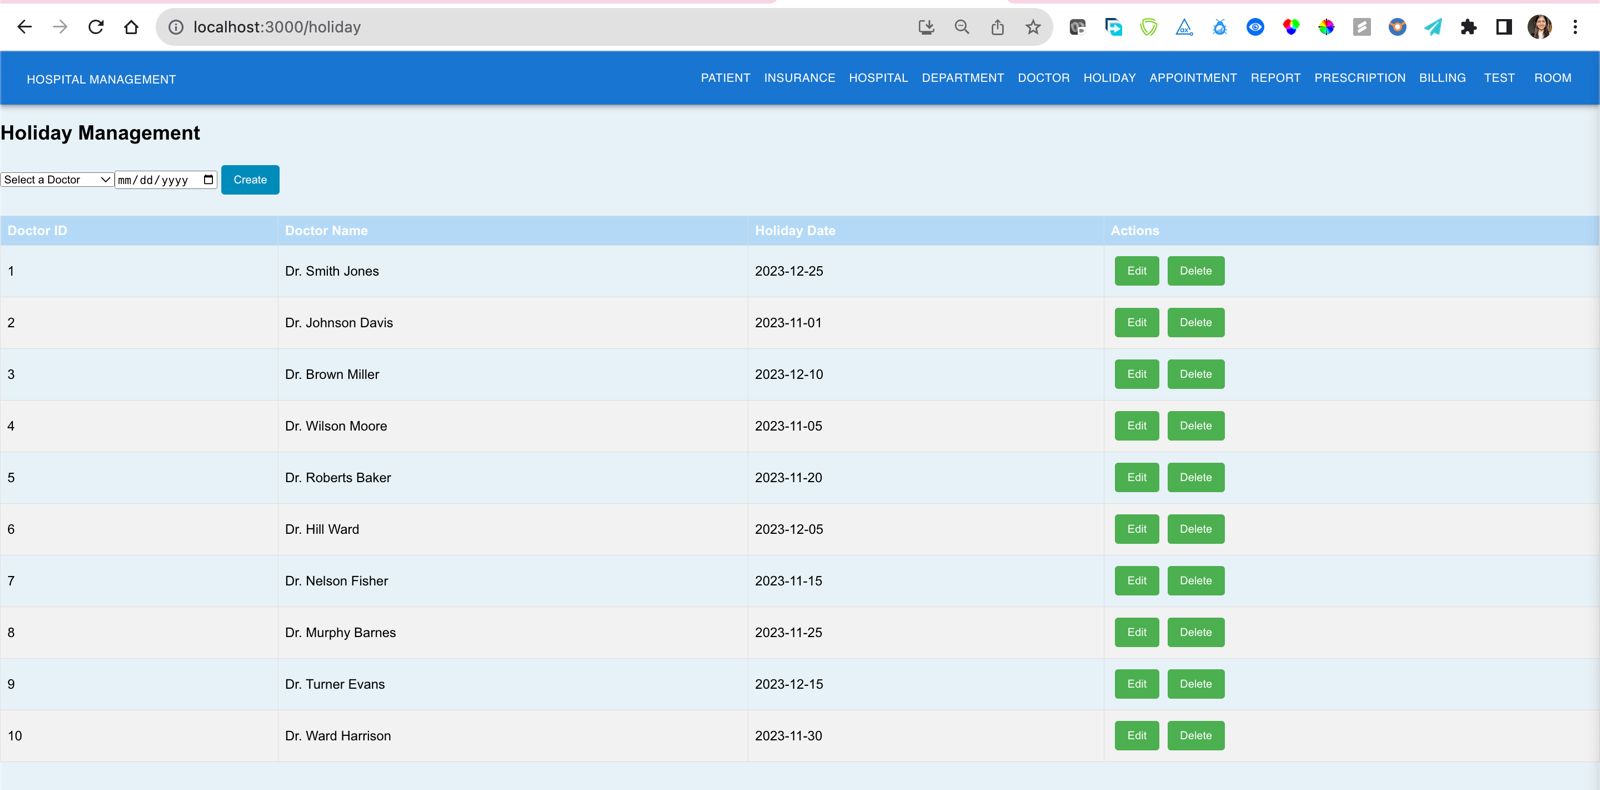 localhost:3000/holiday
HOSPITAL MANAGEMENT PATIENT INSURANCE HOSPITAL DEPARTMENT DOCTOR HOLIDAY APPOINTMENT REPORT PRESCRIPTION BILLING TEST ROOM
Holiday Management
Select a Doctor mm/dd/yyyy Create
Doctor ID Doctor Name Holiday Date Actions
1 Dr. Smith Jones 2023-12-25 Edit Delete
2 Dr. Johnson Davis 2023-11-01 Edit Delete
3 Dr. Brown Miller 2023-12-10 Edit Delete
4 Dr. Wilson Moore 2023-11-05 Edit Delete
5 Dr. Roberts Baker 2023-11-20 Edit Delete
6 Dr. Hill Ward 2023-12-05 Edit Delete
7 Dr. Nelson Fisher 2023-11-15 Edit Delete
8 Dr. Murphy Barnes 2023-11-25 Edit Delete
9 Dr. Turner Evans 2023-12-15 Edit Delete
10 Dr. Ward Harrison 2023-11-30 Edit Delete